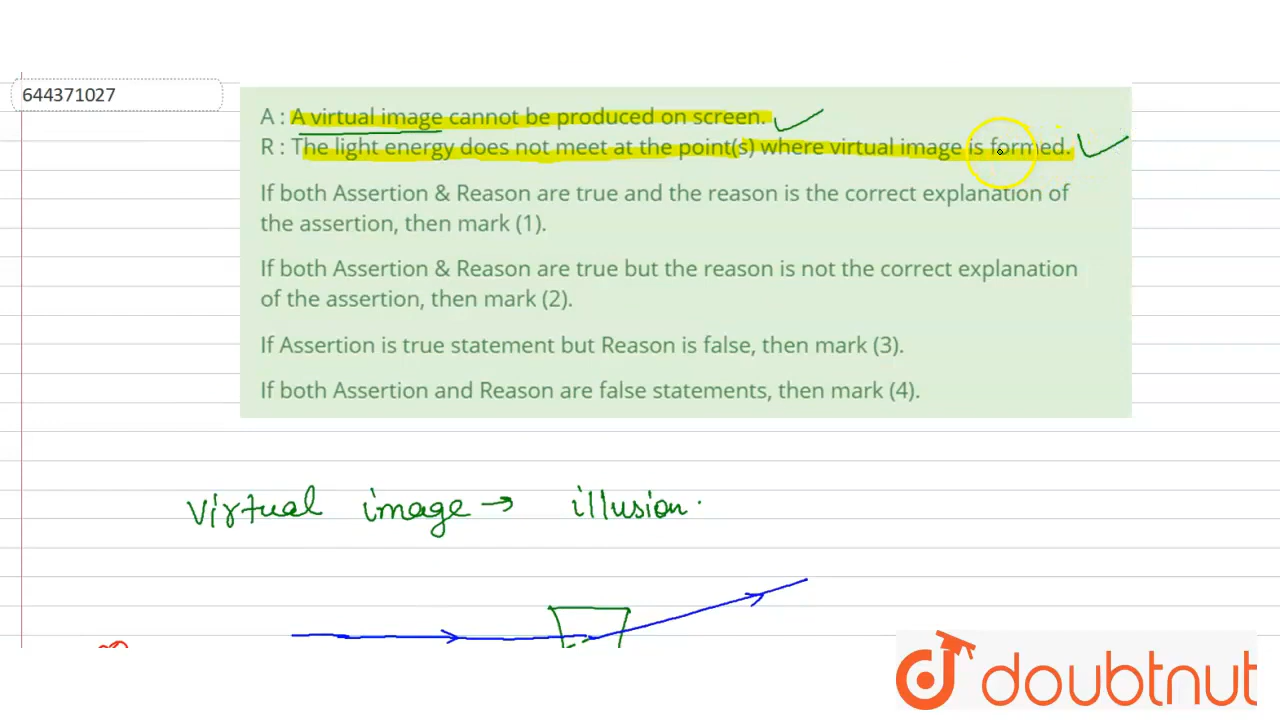 644371027
A : A virtual image cannot be produced on screen.
R : The light energy does not meet at the point(s) where virtual image is formed.
If both Assertion & Reason are true and the reason is the correct explanation of
the assertion, then mark (1).
If both Assertion & Reason are true but the reason is not the correct explanation
of the assertion, then mark (2).
If Assertion is true statement but Reason is false, then mark (3).
If both Assertion and Reason are false statements, then mark (4).
virtual image → illusion.
doubtnut